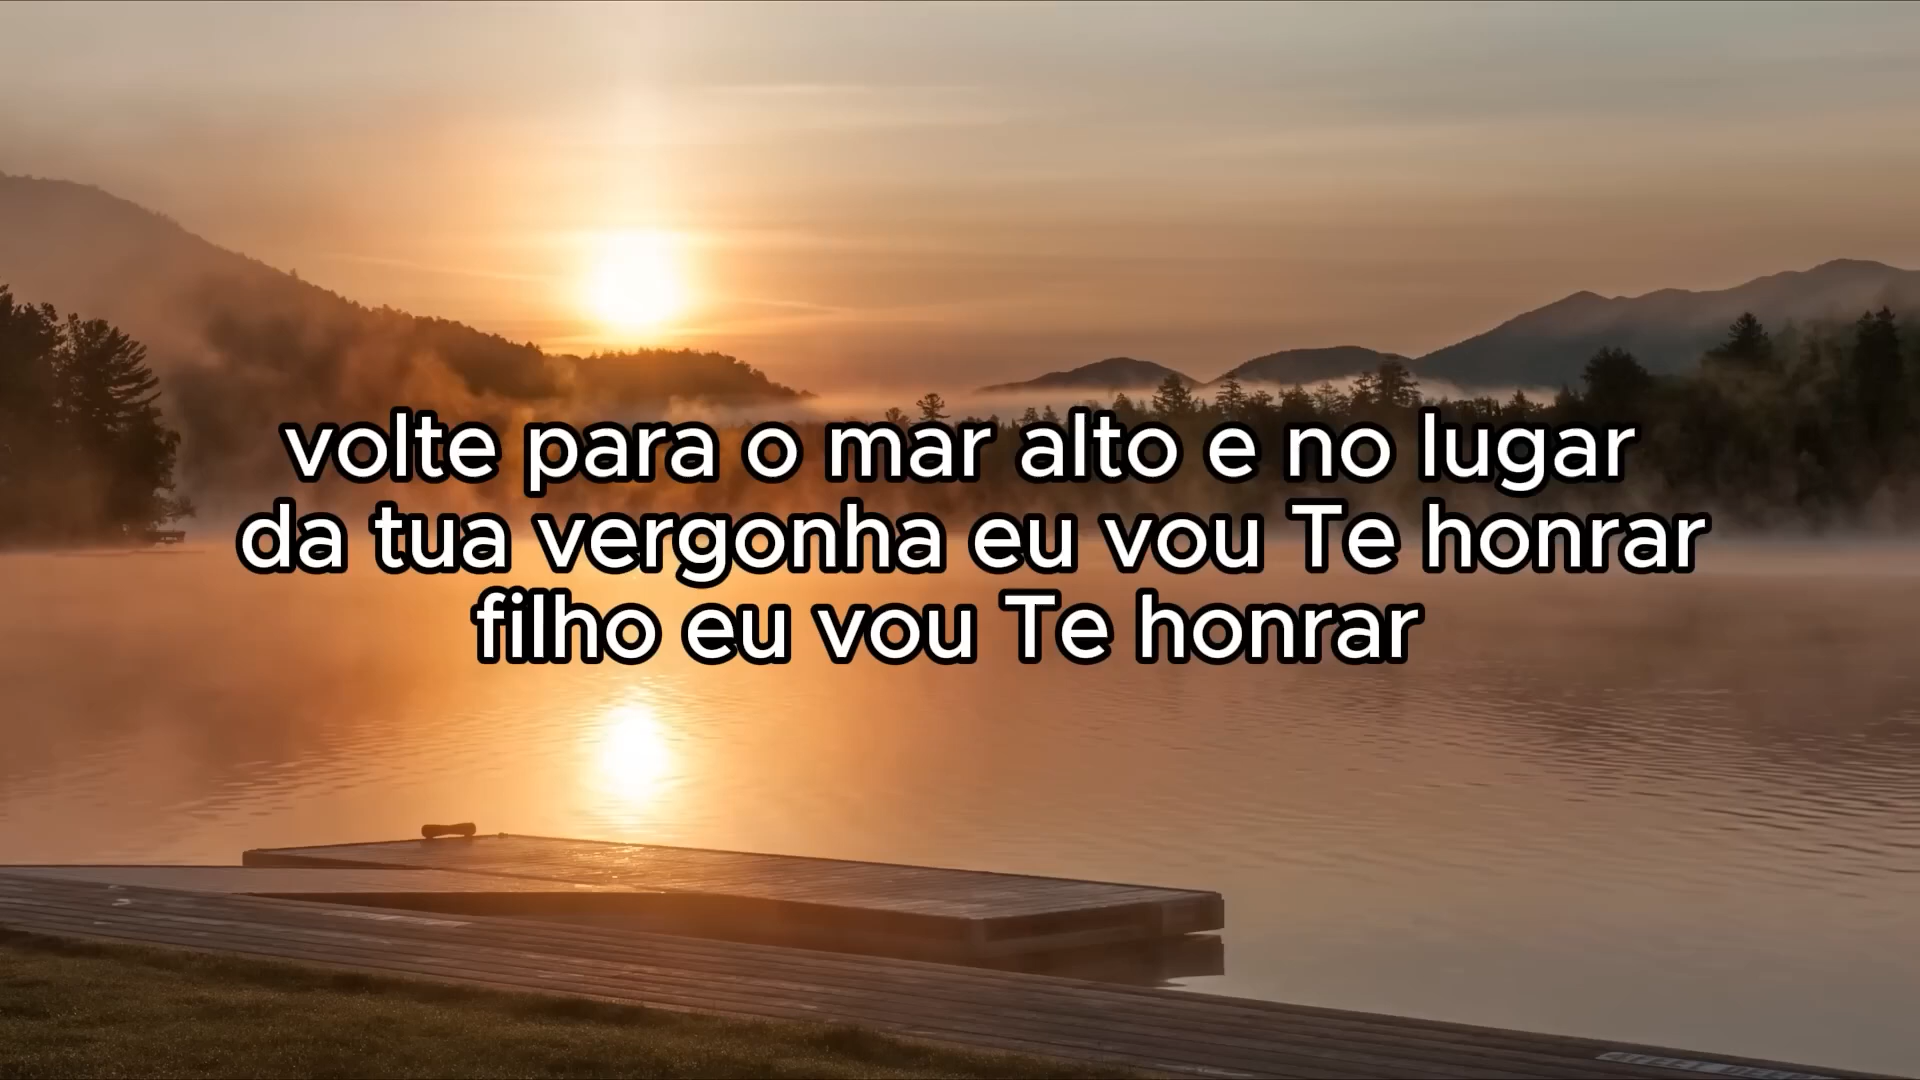 volte para o mar alto e no lugar
da tua vergonha eu vou Te honrar
filho eu vou Te honrar